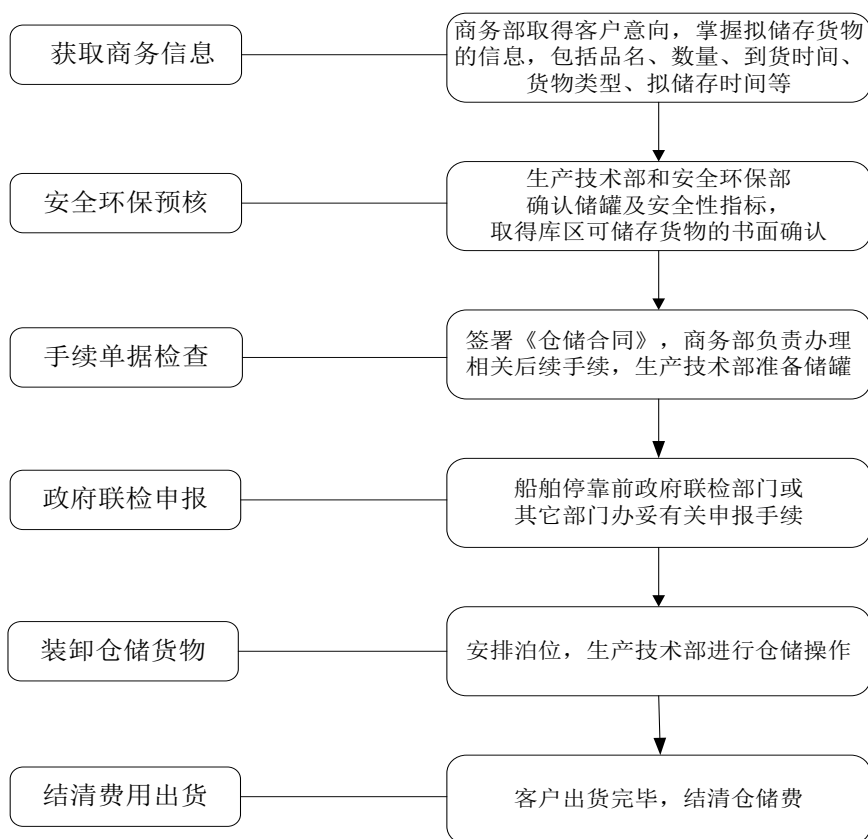 获取商务信息
商务部取得客户意向，掌握拟储存货物
的信息，包括品名、数量、到货时间、
货物类型、拟储存时间等
安全环保预核
生产技术部和安全环保部
确认储罐及安全性指标，
取得库区可储存货物的书面确认
手续单据检查
签署《仓储合同》，商务部负责办理
相关后续手续，生产技术部准备储罐
政府联检申报
船舶停靠前政府联检部门或
其它部门办妥有关申报手续
装卸仓储货物
安排泊位，生产技术部进行仓储操作
结清费用出货
客户出货完毕，结清仓储费